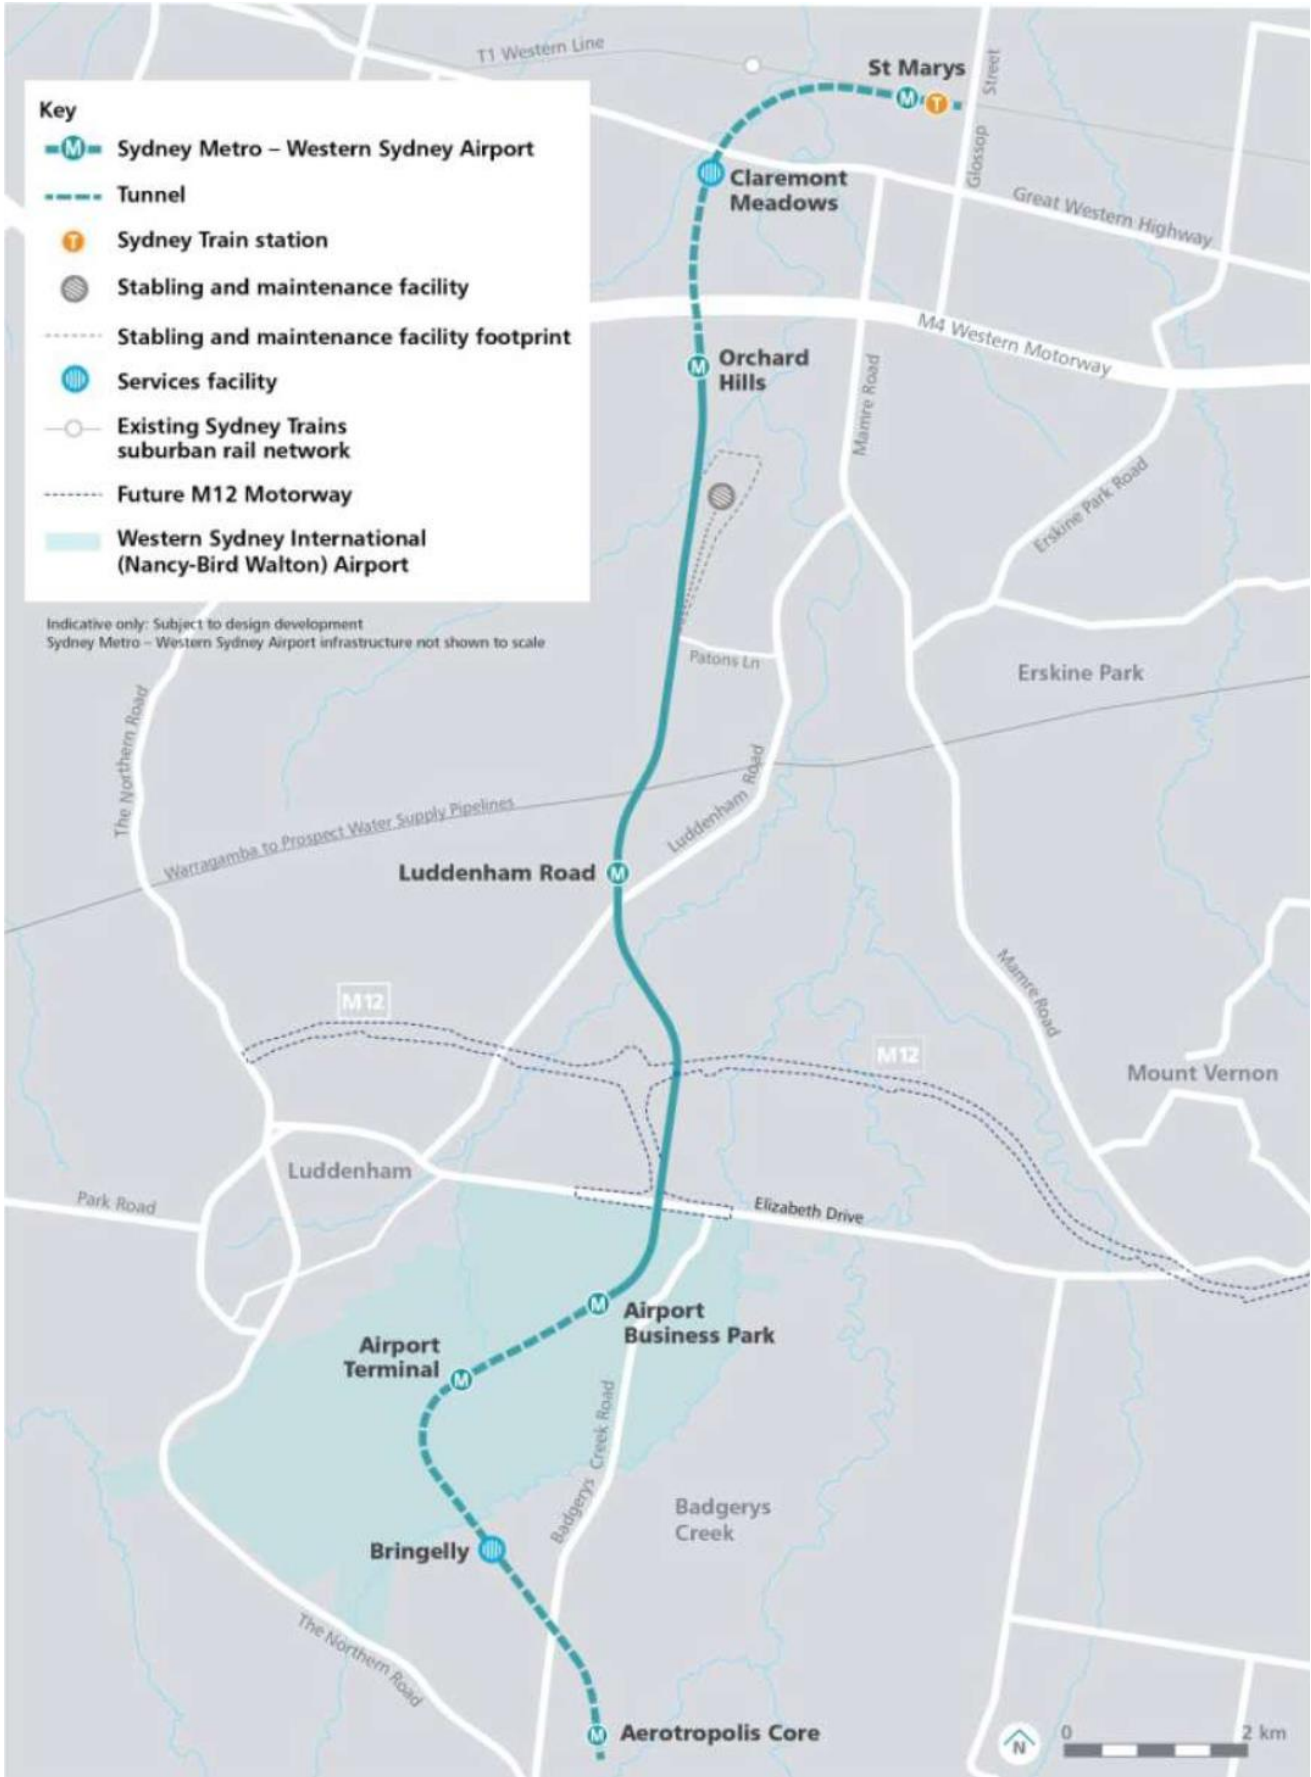 T1 Western Line
St Marys
M
T
Glossop
Street
Key
M
Sydney Metro – Western Sydney Airport
Tunnel
T
Sydney Train station
Stabling and maintenance facility
Stabling and maintenance facility footprint
Services facility
Existing Sydney Trains
suburban rail network
Future M12 Motorway
Western Sydney International
(Nancy-Bird Walton) Airport
Indicative only: Subject to design development
Sydney Metro – Western Sydney Airport infrastructure not shown to scale
Claremont
Meadows
Great Western Highway
M4 Western Motorway
M
Orchard
Hills
Mamre Road
Erskine Park Road
Patons Ln
Erskine Park
The Northern Road
Luddenham Road
Warragamba to Prospect Water Supply Pipelines
Luddenham Road
M
Mamre Road
M12
M12
Mount Vernon
Luddenham
Park Road
Elizabeth Drive
M
Airport
Business Park
Airport
Terminal
M
Badgerys Creek Road
Badgerys
Creek
Bringelly
The Northern Road
M
Aerotropolis Core
N
0
2 km